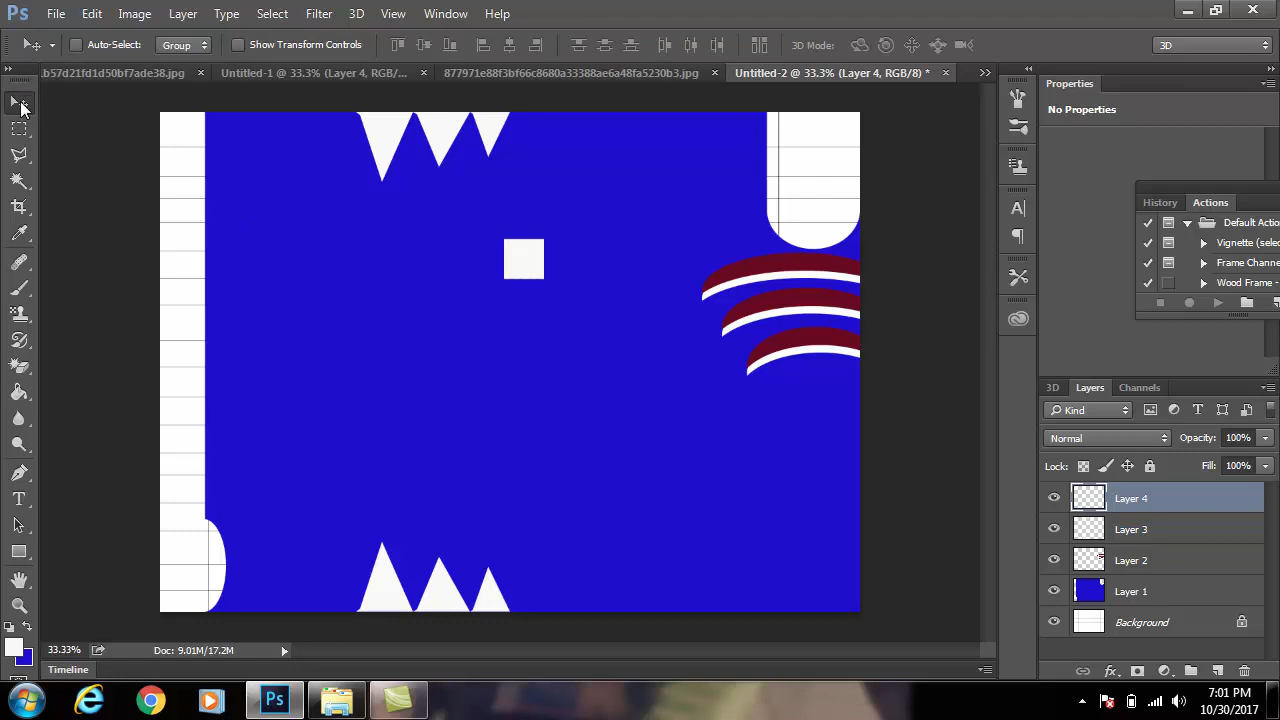 Ps File Edit Image Layer Type Select Filter 3D View Window Help
Auto-Select: Group Show Transform Controls 3D Mode: 3D
.b57d21fd1d50bf7ade38.jpg × Untitled-1 @ 33.3% (Layer 4, RGB/... × 877971e88f3bf66c8680a33388ae6a48fa5230b3.jpg × Untitled-2 @ 33.3% (Layer 4, RGB/8) * ×
Properties
No Properties
History Actions
Default Actio
Vignette (selec
Frame Channe
Wood Frame -
3D Layers Channels
Kind
Normal Opacity: 100%
Lock: Fill: 100%
Layer 4
Layer 3
Layer 2
Layer 1
Background
33.33% Doc: 9.01M/17.2M
Timeline
Ps
7:01 PM
10/30/2017